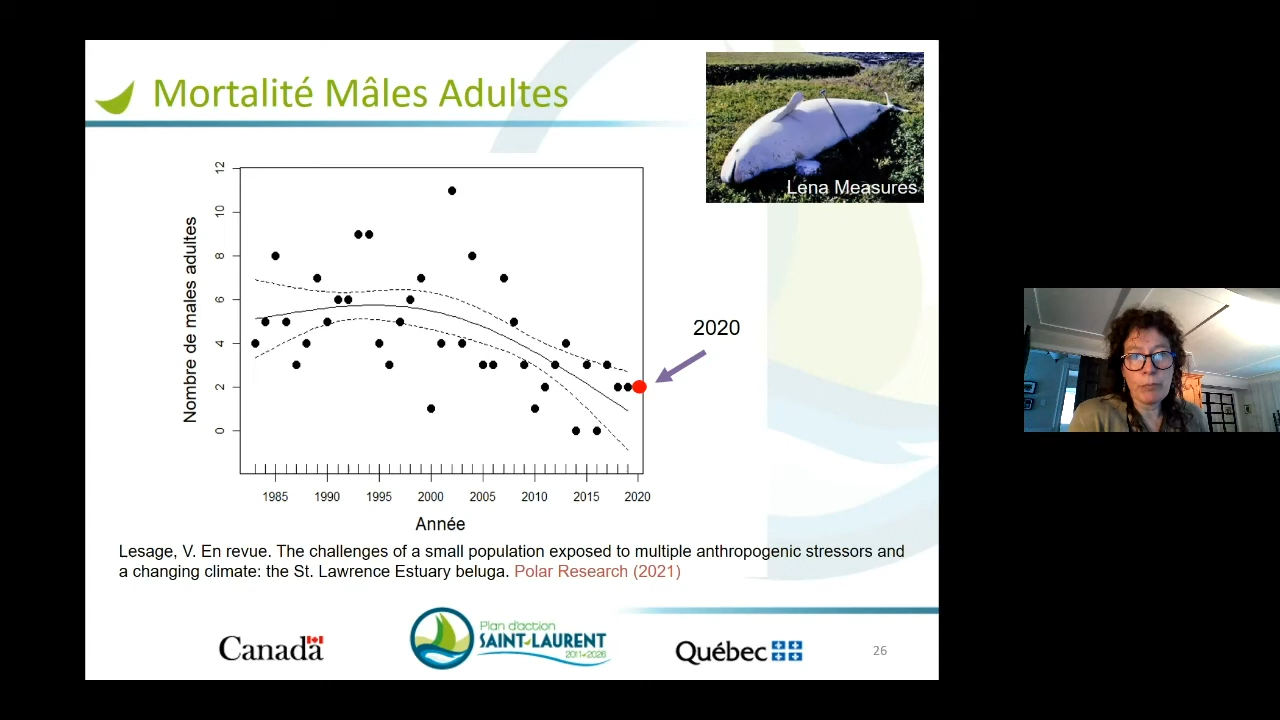 Mortalité Mâles Adultes
Lena Measures
12
10
8
6
4
2
0
Nombre de males adultes
2020
1985 1990 1995 2000 2005 2010 2015 2020
Année
Lesage, V. En revue. The challenges of a small population exposed to multiple anthropogenic stressors and
a changing climate: the St. Lawrence Estuary beluga. Polar Research (2021)
Canada
Plan d'action
SAINT-LAURENT
2011-2026
Québec
26